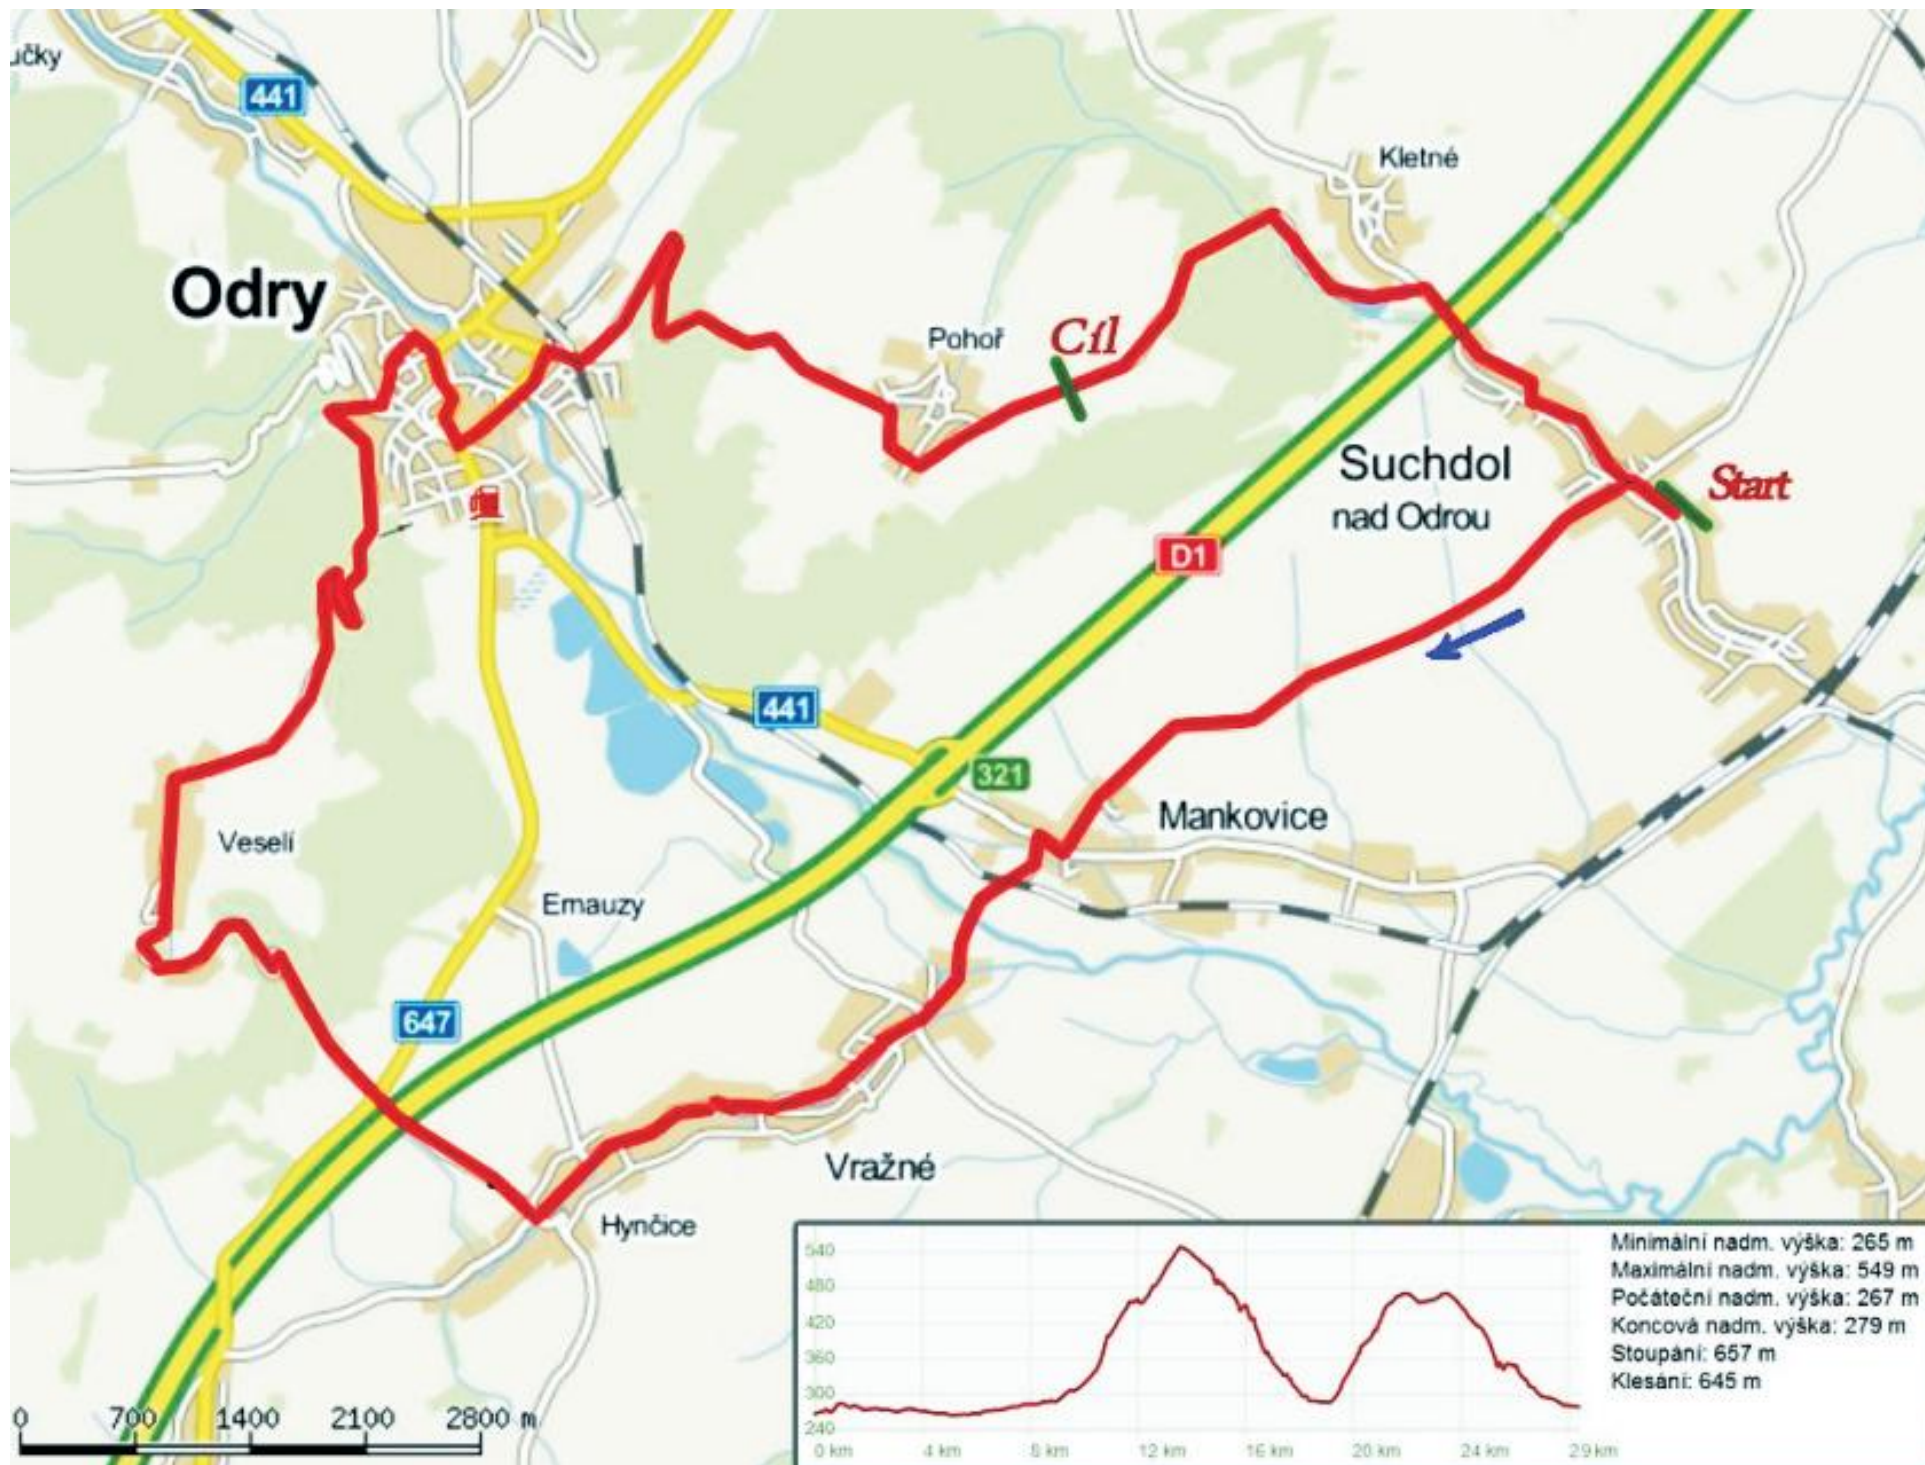 učky
441
Kletné
Odry
Pohoř
Cíl
Suchdol
nad Odrou
Start
D1
441
321
Mankovice
Veselí
Emauzy
647
Vražné
Hynčice
0 700 1400 2100 2800 m
540
480
420
360
300
240
0 km 4 km 8 km 12 km 16 km 20 km 24 km 29 km
Minimální nadm. výška: 265 m
Maximální nadm. výška: 549 m
Počáteční nadm. výška: 267 m
Koncová nadm. výška: 279 m
Stoupání: 657 m
Klesání: 645 m